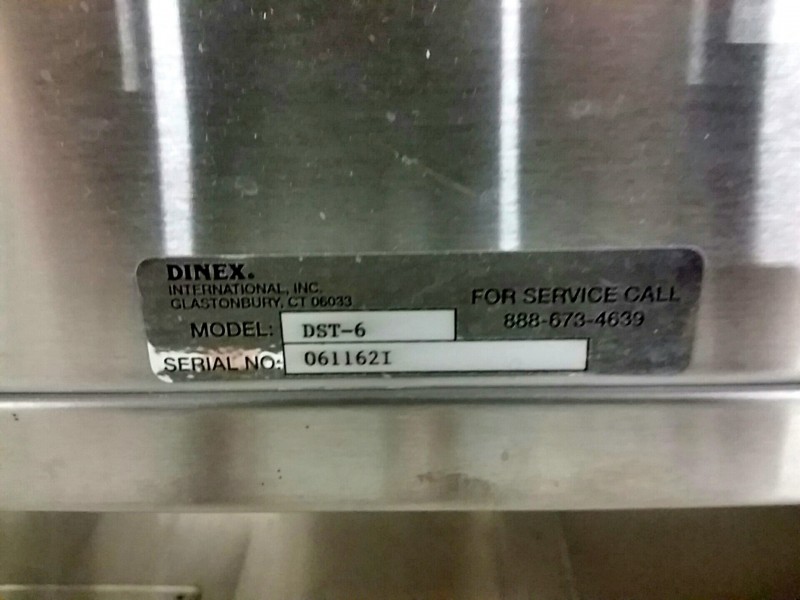 DINEX.
INTERNATIONAL, INC.
GLASTONBURY, CT 06033
FOR SERVICE CALL
888-673-4639
MODEL: DST-6
SERIAL NO: 061162I